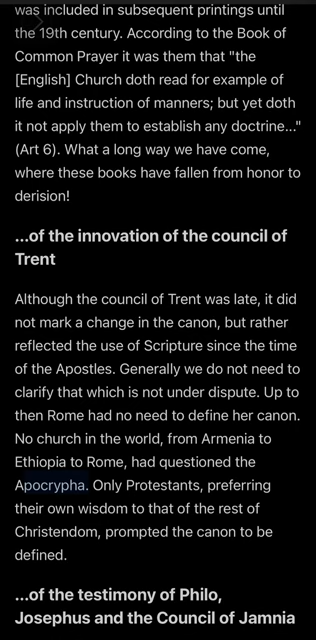 was included in subsequent printings until
the 19th century. According to the Book of
Common Prayer it was them that "the
[English] Church doth read for example of
life and instruction of manners; but yet doth
it not apply them to establish any doctrine..."
(Art 6). What a long way we have come,
where these books have fallen from honor to
derision!
...of the innovation of the council of
Trent
Although the council of Trent was late, it did
not mark a change in the canon, but rather
reflected the use of Scripture since the time
of the Apostles. Generally we do not need to
clarify that which is not under dispute. Up to
then Rome had no need to define her canon.
No church in the world, from Armenia to
Ethiopia to Rome, had questioned the
Apocrypha. Only Protestants, preferring
their own wisdom to that of the rest of
Christendom, prompted the canon to be
defined.
...of the testimony of Philo,
Josephus and the Council of Jamnia